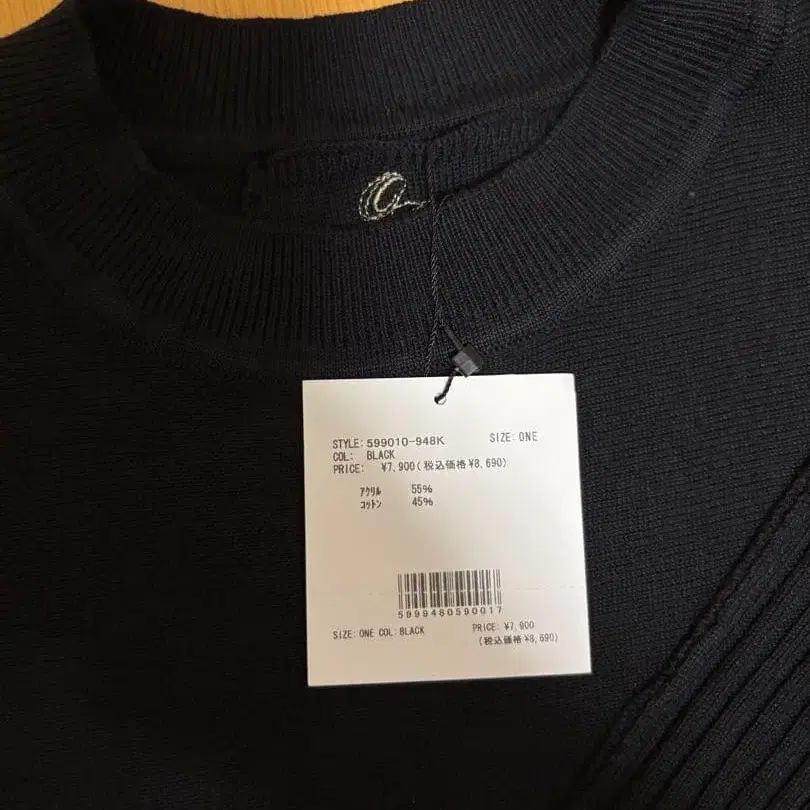 STYLE: 599010-948K SIZE: ONE
COL: BLACK
PRICE: ¥7,900(税込価格¥8,690)
アクリル 55%
コットン 45%
5999480590017
SIZE: ONE COL: BLACK PRICE: ¥7,900
(税込価格¥8,690)